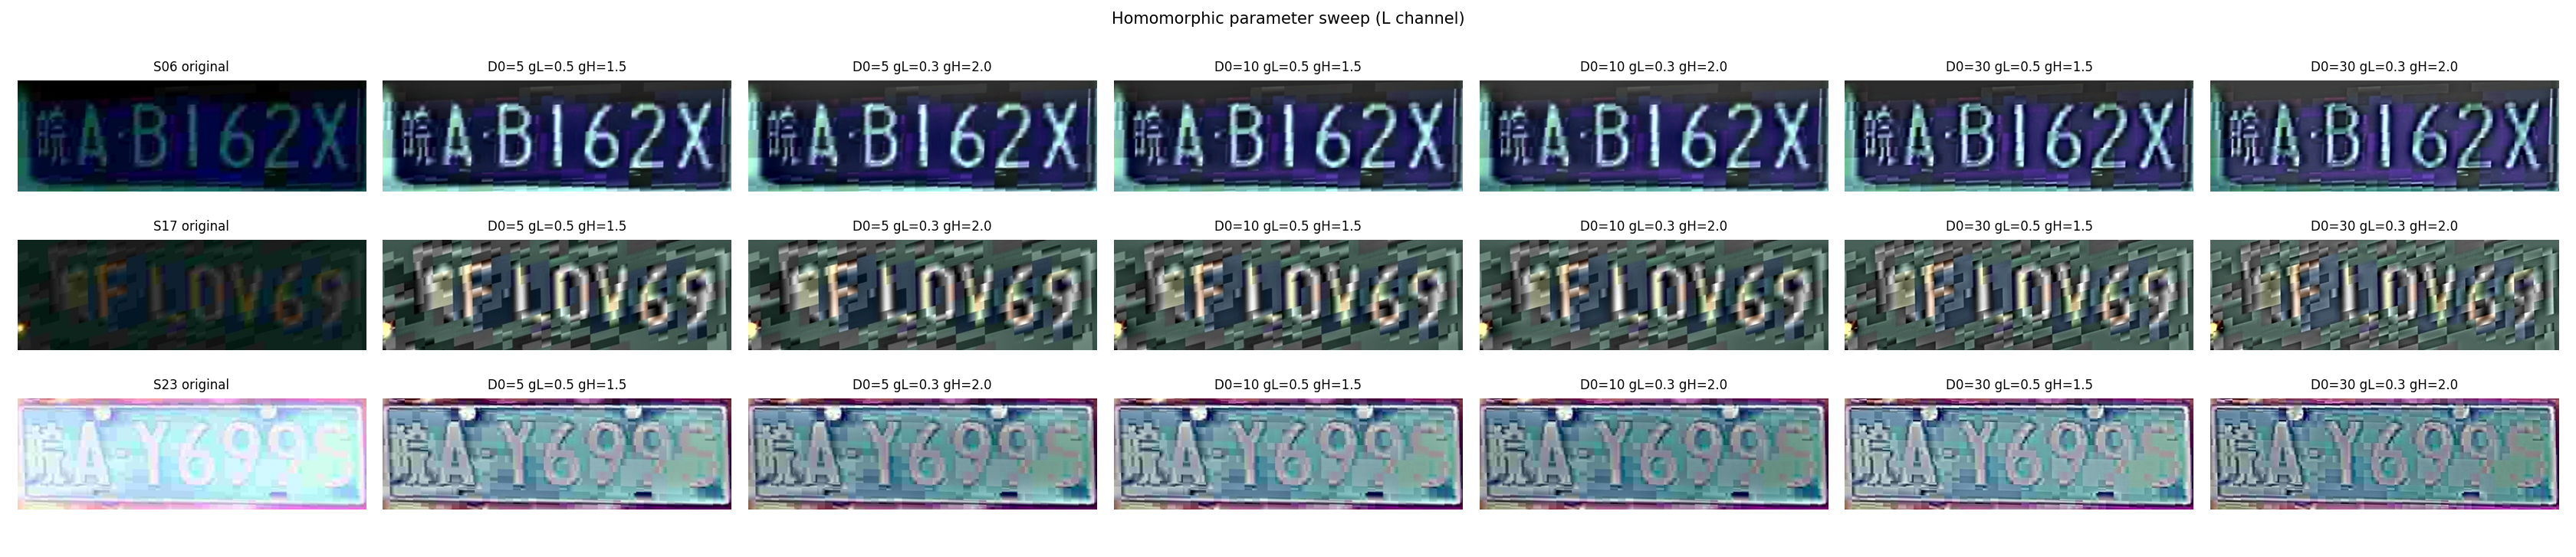 Homomorphic parameter sweep (L channel)
S06 original D0=5 gL=0.5 gH=1.5 D0=5 gL=0.3 gH=2.0 D0=10 gL=0.5 gH=1.5 D0=10 gL=0.3 gH=2.0 D0=30 gL=0.5 gH=1.5 D0=30 gL=0.3 gH=2.0
皖A·B162X 皖A·B162X 皖A·B162X 皖A·B162X 皖A·B162X 皖A·B162X 皖A·B162X
S17 original D0=5 gL=0.5 gH=1.5 D0=5 gL=0.3 gH=2.0 D0=10 gL=0.5 gH=1.5 D0=10 gL=0.3 gH=2.0 D0=30 gL=0.5 gH=1.5 D0=30 gL=0.3 gH=2.0
F L0V69 F L0V69 F L0V69 F L0V69 F L0V69 F L0V69 F L0V69
S23 original D0=5 gL=0.5 gH=1.5 D0=5 gL=0.3 gH=2.0 D0=10 gL=0.5 gH=1.5 D0=10 gL=0.3 gH=2.0 D0=30 gL=0.5 gH=1.5 D0=30 gL=0.3 gH=2.0
皖A·Y699S 皖A·Y699S 皖A·Y699S 皖A·Y699S 皖A·Y699S 皖A·Y699S 皖A·Y699S